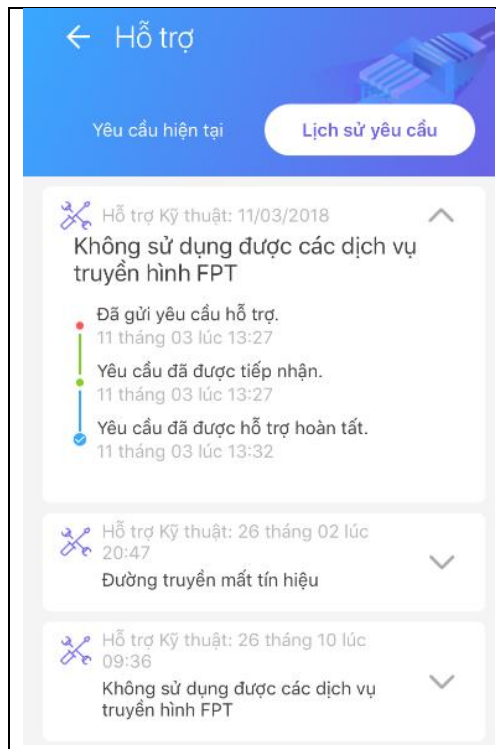 Hỗ trợ
Yêu cầu hiện tại
Lịch sử yêu cầu
Hỗ trợ Kỹ thuật: 11/03/2018
Không sử dụng được các dịch vụ
truyền hình FPT
Đã gửi yêu cầu hỗ trợ.
11 tháng 03 lúc 13:27
Yêu cầu đã được tiếp nhận.
11 tháng 03 lúc 13:27
Yêu cầu đã được hỗ trợ hoàn tất.
11 tháng 03 lúc 13:32
Hỗ trợ Kỹ thuật: 26 tháng 02 lúc
20:47
Đường truyền mất tín hiệu
Hỗ trợ Kỹ thuật: 26 tháng 10 lúc
09:36
Không sử dụng được các dịch vụ
truyền hình FPT